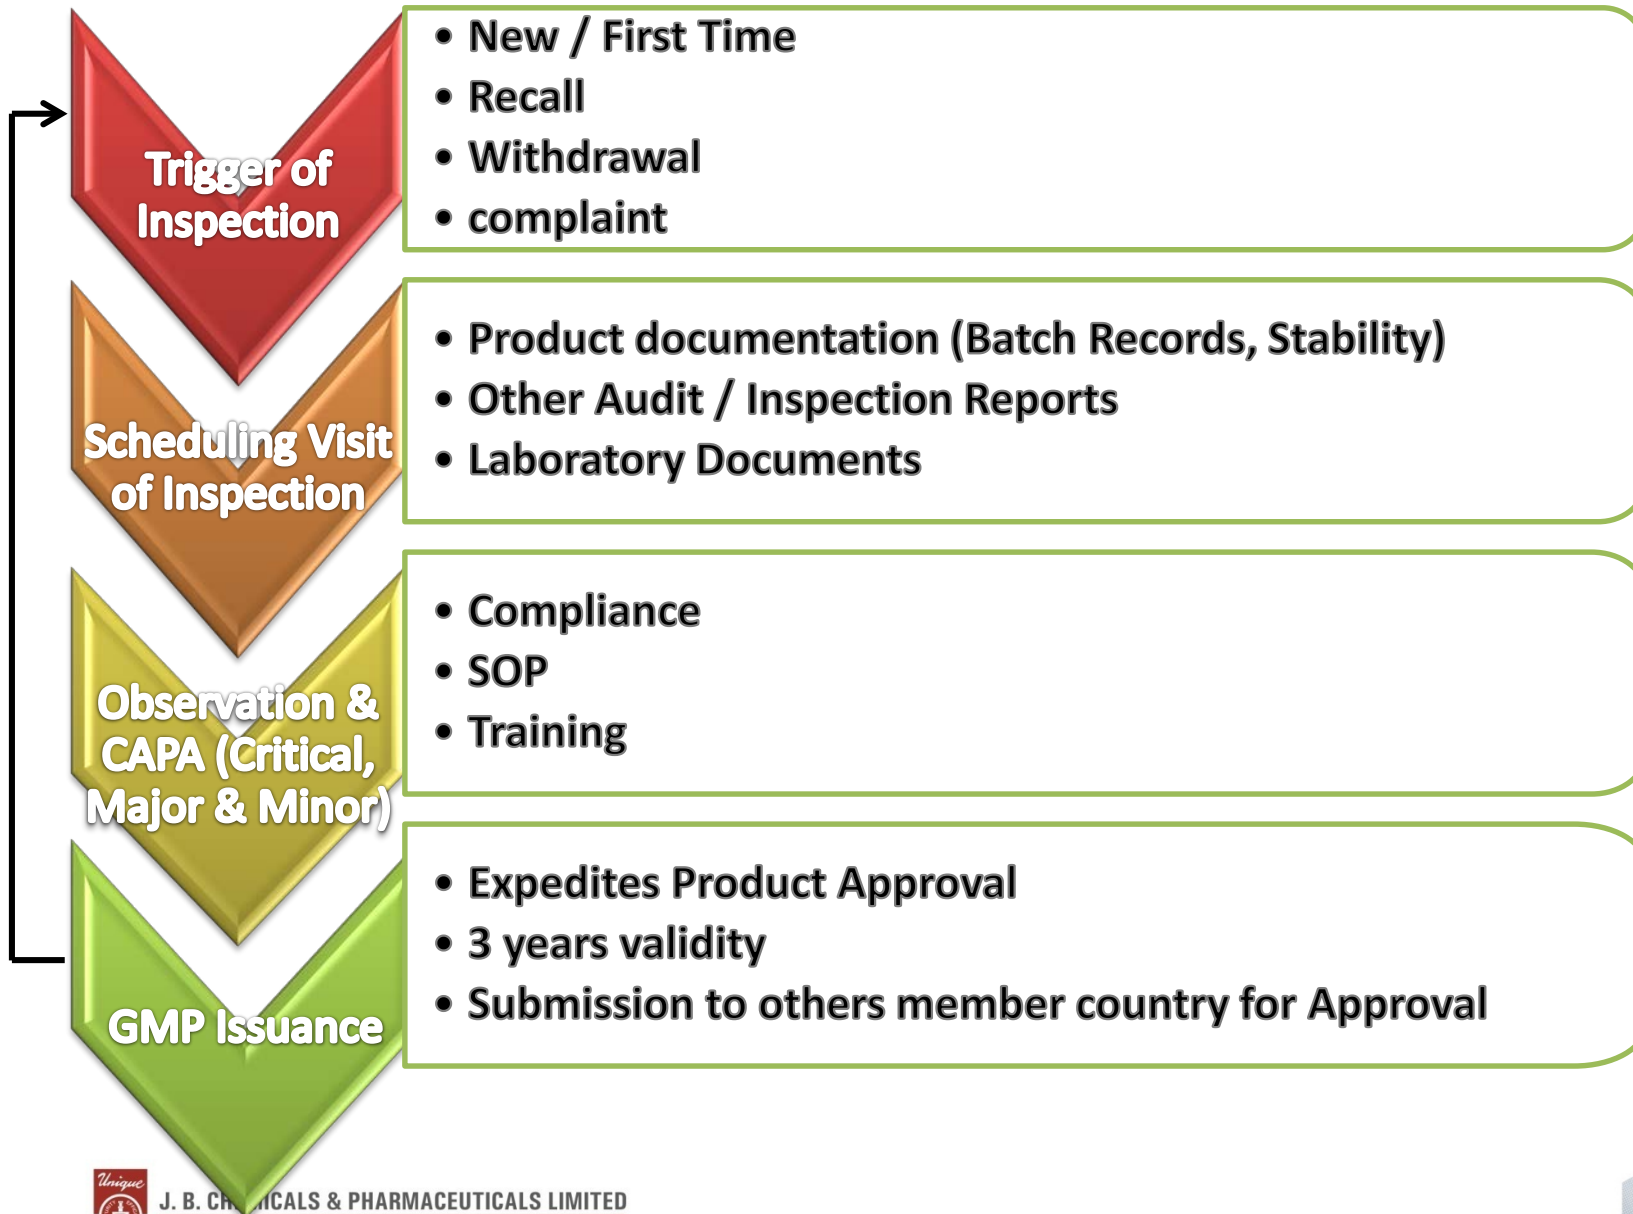 Trigger of
Inspection
• New / First Time
• Recall
• Withdrawal
• complaint
Scheduling Visit
of Inspection
• Product documentation (Batch Records, Stability)
• Other Audit / Inspection Reports
• Laboratory Documents
Observation &
CAPA (Critical,
Major & Minor)
• Compliance
• SOP
• Training
GMP Issuance
• Expedites Product Approval
• 3 years validity
• Submission to others member country for Approval
Unique
J. B. CH ICALS & PHARMACEUTICALS LIMITED